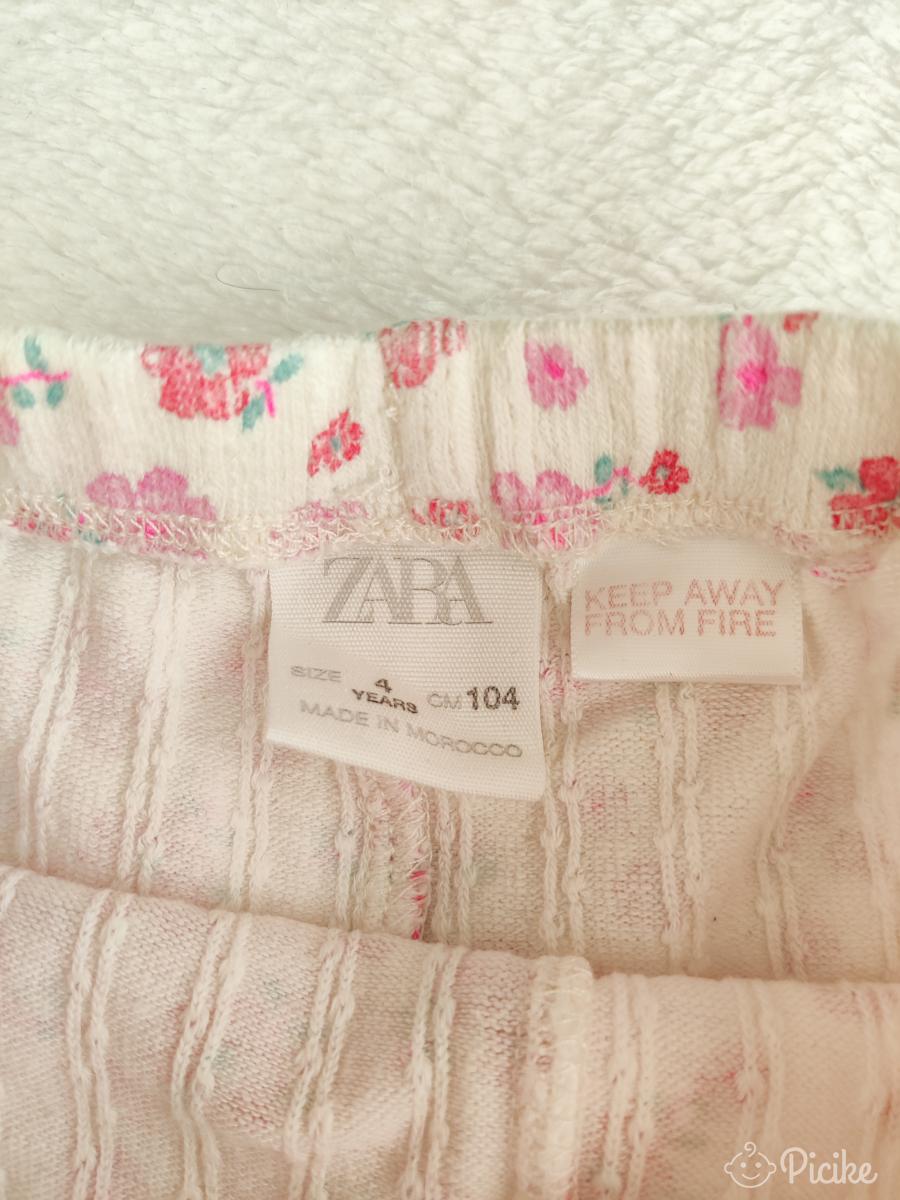 ZARA
SIZE 4 YEARS CM 104
MADE IN MOROCCO
KEEP AWAY
FROM FIRE
Picike